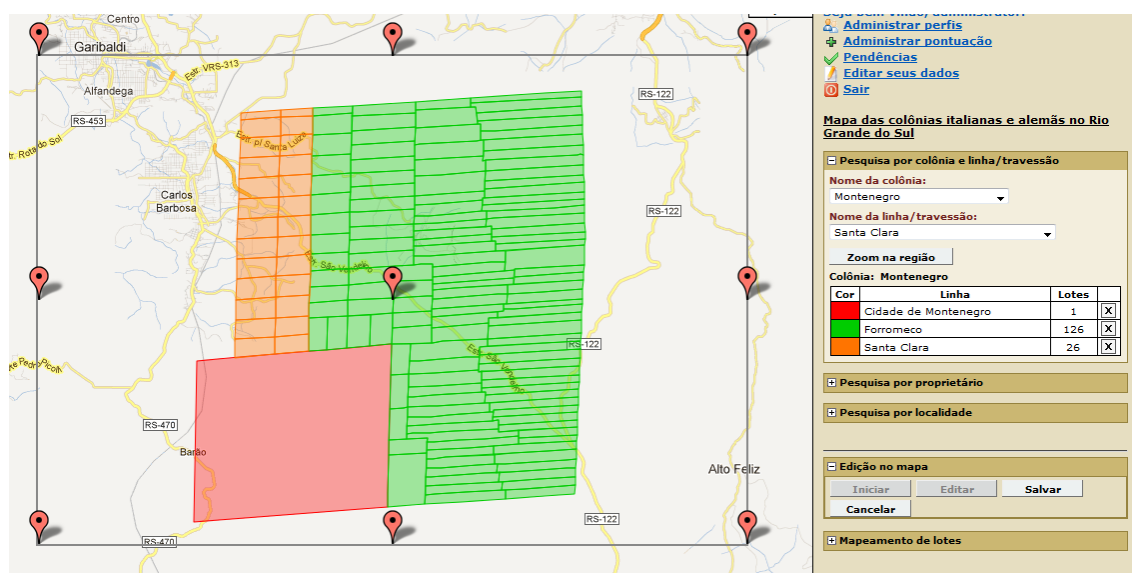 Centro
Garibaldi
Estr. VRS-313
Alfandega
RS-453
RS-122
Estr. p/ Santa Luiza
Carlos
Barbosa
RS-122
Estr. São Vendelino
RS-122
Estr. São Vendelino
RS-470
Barão
Alto Feliz
RS-122
RS-470
Administrar perfis
Administrar pontuação
Pendências
Editar seus dados
Sair
Mapa das colônias italianas e alemãs no Rio
Grande do Sul
Pesquisa por colônia e linha/travessão
Nome da colônia:
Montenegro
Nome da linha/travessão:
Santa Clara
Zoom na região
Colônia: Montenegro
Cor Linha Lotes
Cidade de Montenegro 1 X
Forromeco 126 X
Santa Clara 26 X
Pesquisa por proprietário
Pesquisa por localidade
Edição no mapa
Iniciar Editar Salvar
Cancelar
Mapeamento de lotes